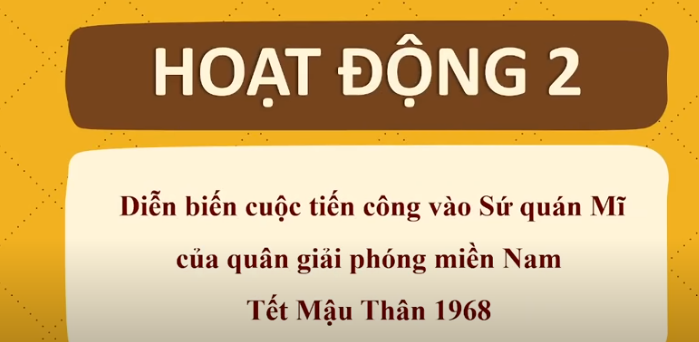 HOẠT ĐỘNG 2
Diễn biến cuộc tiến công vào Sứ quán Mĩ
của quân giải phóng miền Nam
Tết Mậu Thân 1968